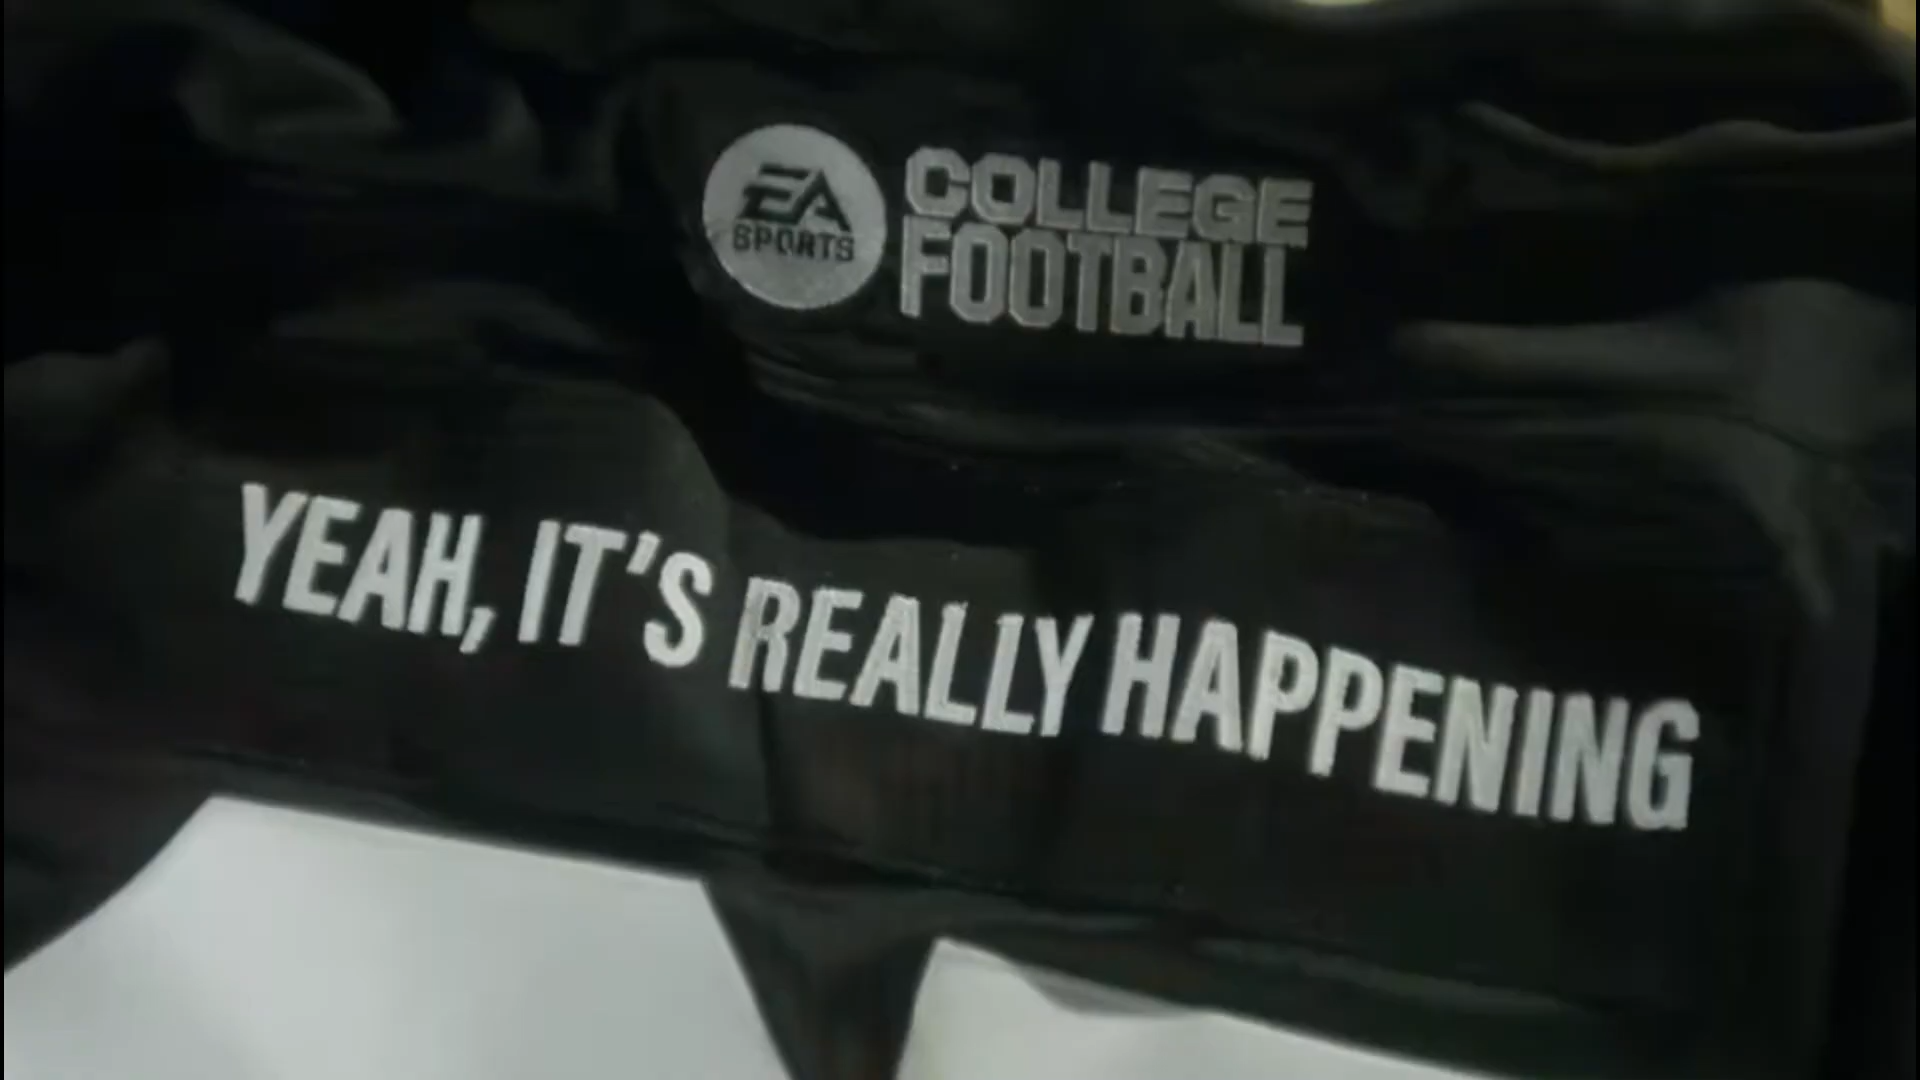 EA
SPORTS
COLLEGE
FOOTBALL
YEAH, IT'S REALLY HAPPENING